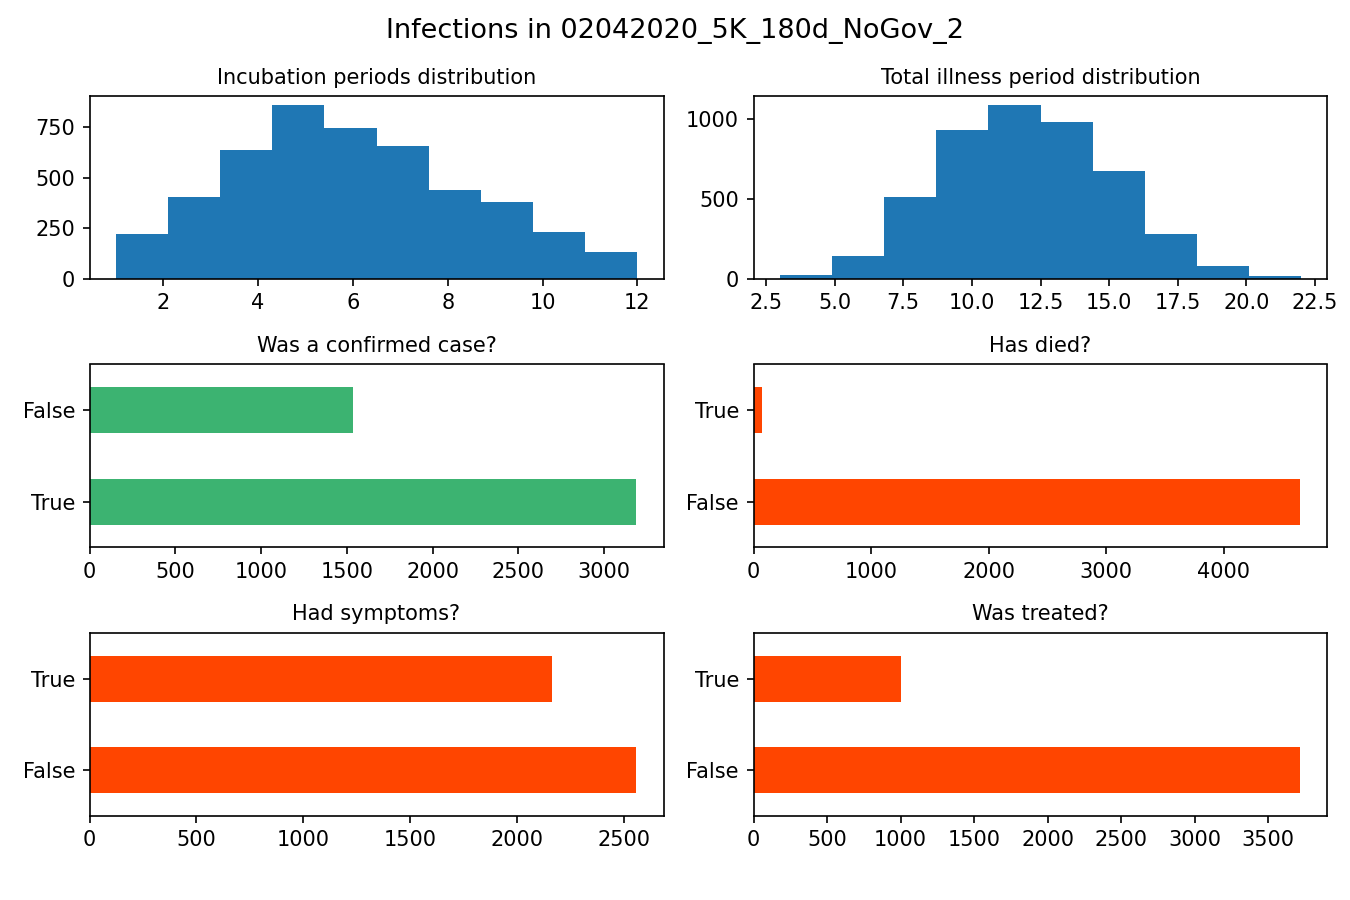 Infections in 02042020_5K_180d_NoGov_2
Incubation periods distribution
750
500
250
0
2 4 6 8 10 12
Total illness period distribution
1000
500
0
2.5 5.0 7.5 10.0 12.5 15.0 17.5 20.0 22.5
Was a confirmed case?
False
True
0 500 1000 1500 2000 2500 3000
Has died?
True
False
0 1000 2000 3000 4000
Had symptoms?
True
False
0 500 1000 1500 2000 2500
Was treated?
True
False
0 500 1000 1500 2000 2500 3000 3500